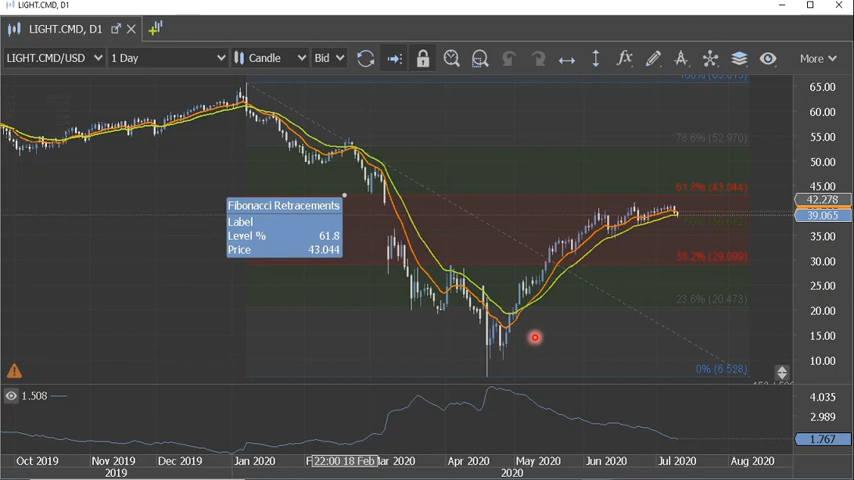 LIGHT.CMD, D1
LIGHT.CMD, D1
LIGHT.CMD/USD 1 Day Candle Bid More
78.6% (52.970)
61.8% (43.044)
38.2% (29.099)
23.6% (20.473)
0% (6.528)
Fibonacci Retracements
Label
Level % 61.8
Price 43.044
65.00
60.00
55.00
50.00
45.00
42.278
39.065
35.00
30.00
25.00
20.00
15.00
10.00
1.508
4.035
2.989
1.767
Oct 2019 Nov 2019 Dec 2019 Jan 2020 22:00 18 Feb Mar 2020 Apr 2020 May 2020 Jun 2020 Jul 2020 Aug 2020
2019 2020